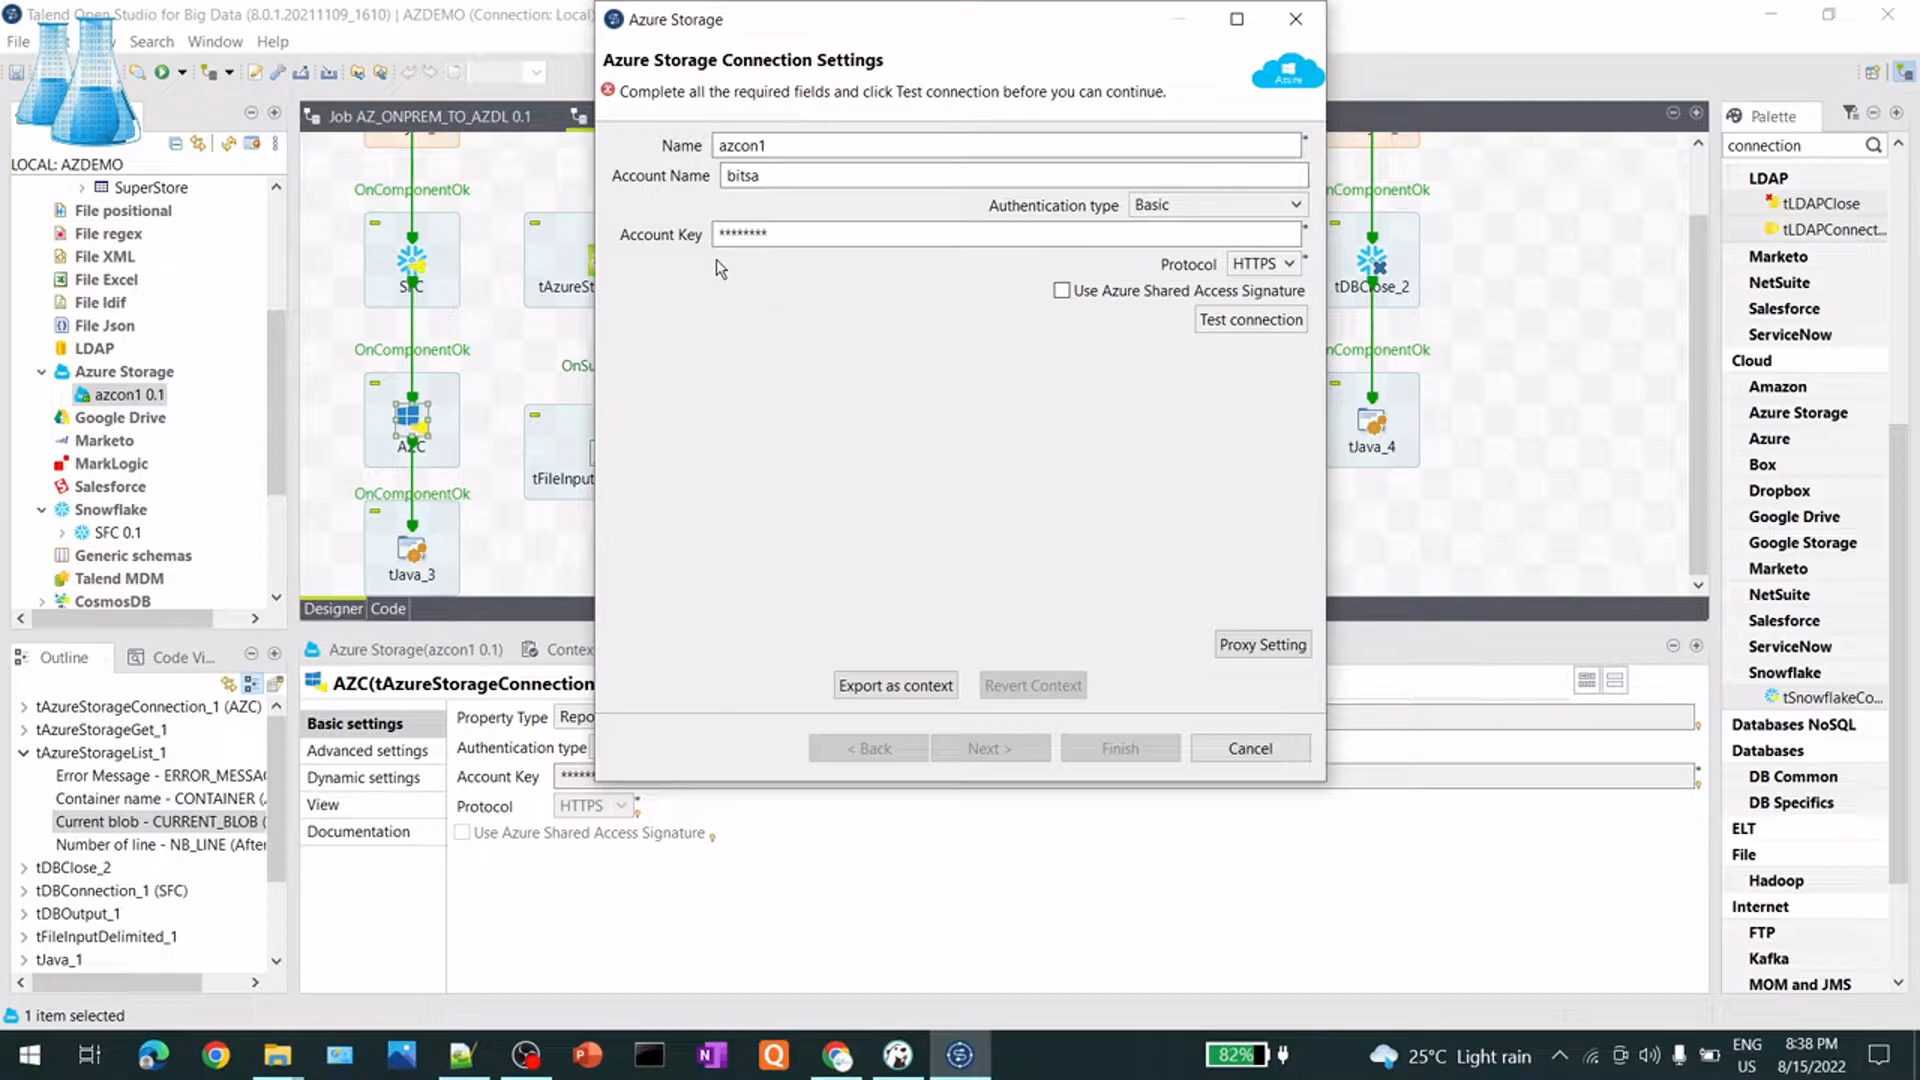 Talend Open Studio for Big Data (8.0.1.20211109_1610) | AZDEMO (Connection: Local)
File
Search
Window
Help
LOCAL: AZDEMO
SuperStore
File positional
File regex
File XML
File Excel
File ldif
File Json
LDAP
Azure Storage
azcon1 0.1
Google Drive
Marketo
MarkLogic
Salesforce
Snowflake
SFC 0.1
Generic schemas
Talend MDM
CosmosDB
Outline
Code Vi...
tAzureStorageConnection_1 (AZC)
tAzureStorageGet_1
tAzureStorageList_1
Error Message - ERROR_MESSA
Container name - CONTAINER (
Current blob - CURRENT_BLOB (
Number of line - NB_LINE (After
tDBClose_2
tDBConnection_1 (SFC)
tDBOutput_1
tFileInputDelimited_1
tJava_1
1 item selected
Job AZ_ONPREM_TO_AZDL 0.1
OnComponentOk
SFC
OnComponentOk
AZC
OnComponentOk
tJava_3
tAzureSt
OnSu
tFileInput
nComponentOk
tDBClose_2
nComponentOk
tJava_4
Designer
Code
Azure Storage(azcon1 0.1)
Contex
AZC(tAzureStorageConnection
Basic settings
Advanced settings
Dynamic settings
View
Documentation
Property Type
Repo
Authentication type
Account Key
******
Protocol
HTTPS
Use Azure Shared Access Signature
Azure Storage
Azure Storage Connection Settings
Complete all the required fields and click Test connection before you can continue.
Azure
Name
azcon1
*
Account Name
bitsa
Authentication type
Basic
Account Key
********
*
Protocol
HTTPS
*
Use Azure Shared Access Signature
Test connection
Proxy Setting
Export as context
Revert Context
< Back
Next >
Finish
Cancel
Palette
connection
LDAP
tLDAPClose
tLDAPConnect...
Marketo
NetSuite
Salesforce
ServiceNow
Cloud
Amazon
Azure Storage
Azure
Box
Dropbox
Google Drive
Google Storage
Marketo
NetSuite
Salesforce
ServiceNow
Snowflake
tSnowflakeCo...
Databases NoSQL
Databases
DB Common
DB Specifics
ELT
File
Hadoop
Internet
FTP
Kafka
MOM and JMS
82%
25°C Light rain
ENG
US
8:38 PM
8/15/2022